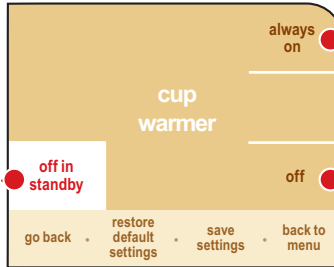 always
on
cup
warmer
off in
standby
off
go back • restore default settings • save settings • back to menu